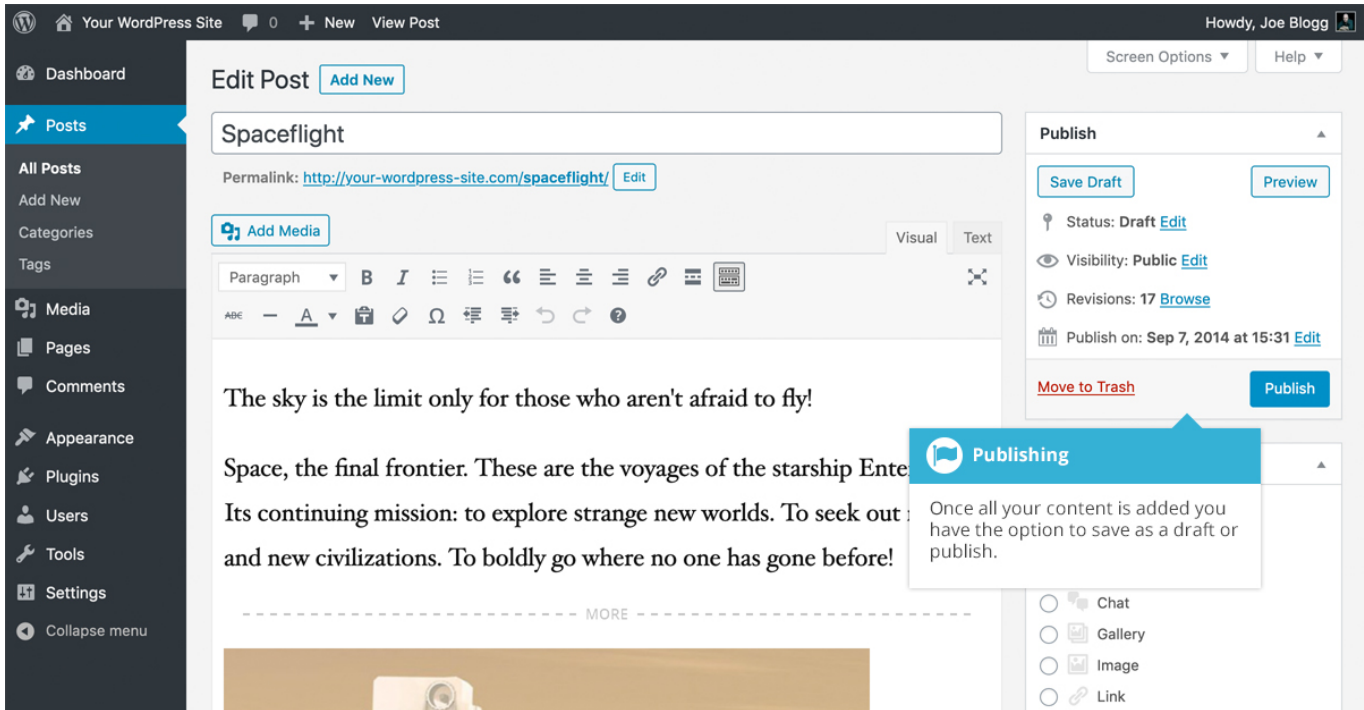 Your WordPress Site 0 New View Post Howdy, Joe Blogg
Screen Options Help
Dashboard
Posts
All Posts
Add New
Categories
Tags
Media
Pages
Comments
Appearance
Plugins
Users
Tools
Settings
Collapse menu
Edit Post Add New
Spaceflight
Permalink: http://your-wordpress-site.com/spaceflight/ Edit
Add Media
Visual Text
Paragraph B I
ABE A
The sky is the limit only for those who aren't afraid to fly!
Space, the final frontier. These are the voyages of the starship
Its continuing mission: to explore strange new worlds. To seek out
and new civilizations. To boldly go where no one has gone before!
MORE
Publish
Save Draft Preview
Status: Draft Edit
Visibility: Public Edit
Revisions: 17 Browse
Publish on: Sep 7, 2014 at 15:31 Edit
Move to Trash Publish
Publishing
Once all your content is added you
have the option to save as a draft or
publish.
Chat
Gallery
Image
Link